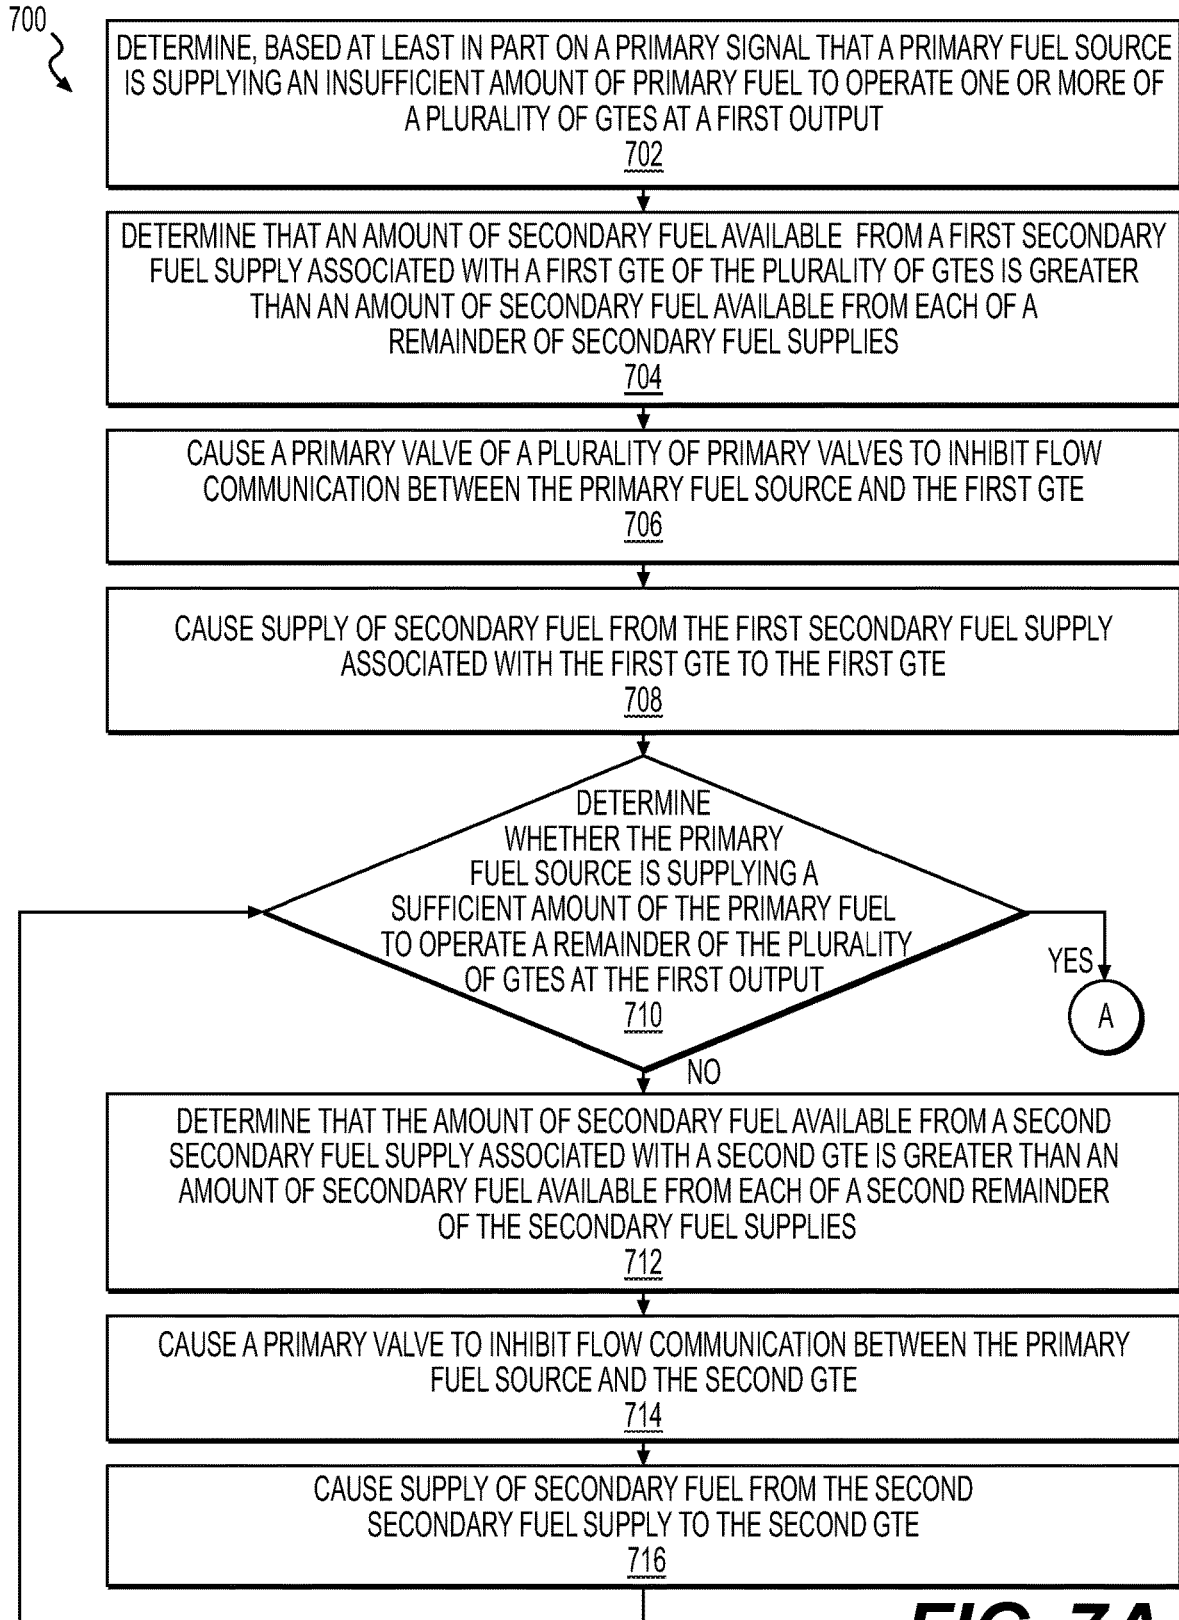 700
DETERMINE, BASED AT LEAST IN PART ON A PRIMARY SIGNAL THAT A PRIMARY FUEL SOURCE
IS SUPPLYING AN INSUFFICIENT AMOUNT OF PRIMARY FUEL TO OPERATE ONE OR MORE OF
A PLURALITY OF GTES AT A FIRST OUTPUT
702
DETERMINE THAT AN AMOUNT OF SECONDARY FUEL AVAILABLE FROM A FIRST SECONDARY
FUEL SUPPLY ASSOCIATED WITH A FIRST GTE OF THE PLURALITY OF GTES IS GREATER
THAN AN AMOUNT OF SECONDARY FUEL AVAILABLE FROM EACH OF A
REMAINDER OF SECONDARY FUEL SUPPLIES
704
CAUSE A PRIMARY VALVE OF A PLURALITY OF PRIMARY VALVES TO INHIBIT FLOW
COMMUNICATION BETWEEN THE PRIMARY FUEL SOURCE AND THE FIRST GTE
706
CAUSE SUPPLY OF SECONDARY FUEL FROM THE FIRST SECONDARY FUEL SUPPLY
ASSOCIATED WITH THE FIRST GTE TO THE FIRST GTE
708
DETERMINE
WHETHER THE PRIMARY
FUEL SOURCE IS SUPPLYING A
SUFFICIENT AMOUNT OF THE PRIMARY FUEL
TO OPERATE A REMAINDER OF THE PLURALITY
OF GTES AT THE FIRST OUTPUT
710
YES
A
NO
DETERMINE THAT THE AMOUNT OF SECONDARY FUEL AVAILABLE FROM A SECOND
SECONDARY FUEL SUPPLY ASSOCIATED WITH A SECOND GTE IS GREATER THAN AN
AMOUNT OF SECONDARY FUEL AVAILABLE FROM EACH OF A SECOND REMAINDER
OF THE SECONDARY FUEL SUPPLIES
712
CAUSE A PRIMARY VALVE TO INHIBIT FLOW COMMUNICATION BETWEEN THE PRIMARY
FUEL SOURCE AND THE SECOND GTE
714
CAUSE SUPPLY OF SECONDARY FUEL FROM THE SECOND
SECONDARY FUEL SUPPLY TO THE SECOND GTE
716
FIG. 7A